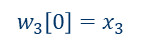 w₃[0] = x₃